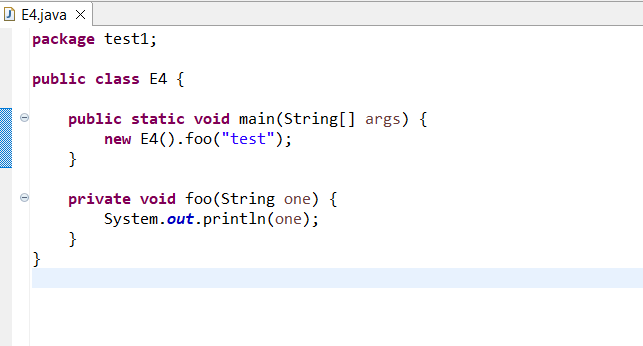 E4.java
package test1;
public class E4 {
public static void main(String[] args) {
new E4().foo("test");
}
private void foo(String one) {
System.out.println(one);
}
}